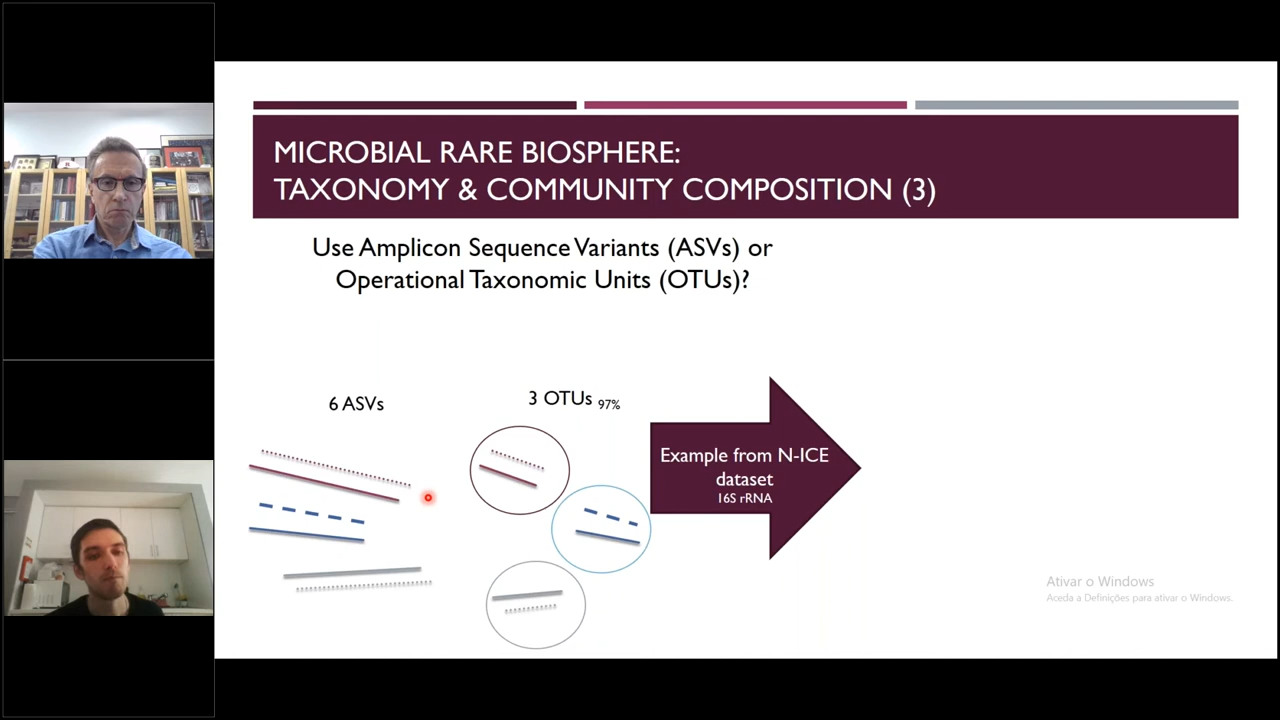 MICROBIAL RARE BIOSPHERE:
TAXONOMY & COMMUNITY COMPOSITION (3)
Use Amplicon Sequence Variants (ASVs) or
Operational Taxonomic Units (OTUs)?
6 ASVs
3 OTUs 97%
Example from N-ICE
dataset
16S rRNA
Ativar o Windows
Aceda a Definições para ativar o Windows.